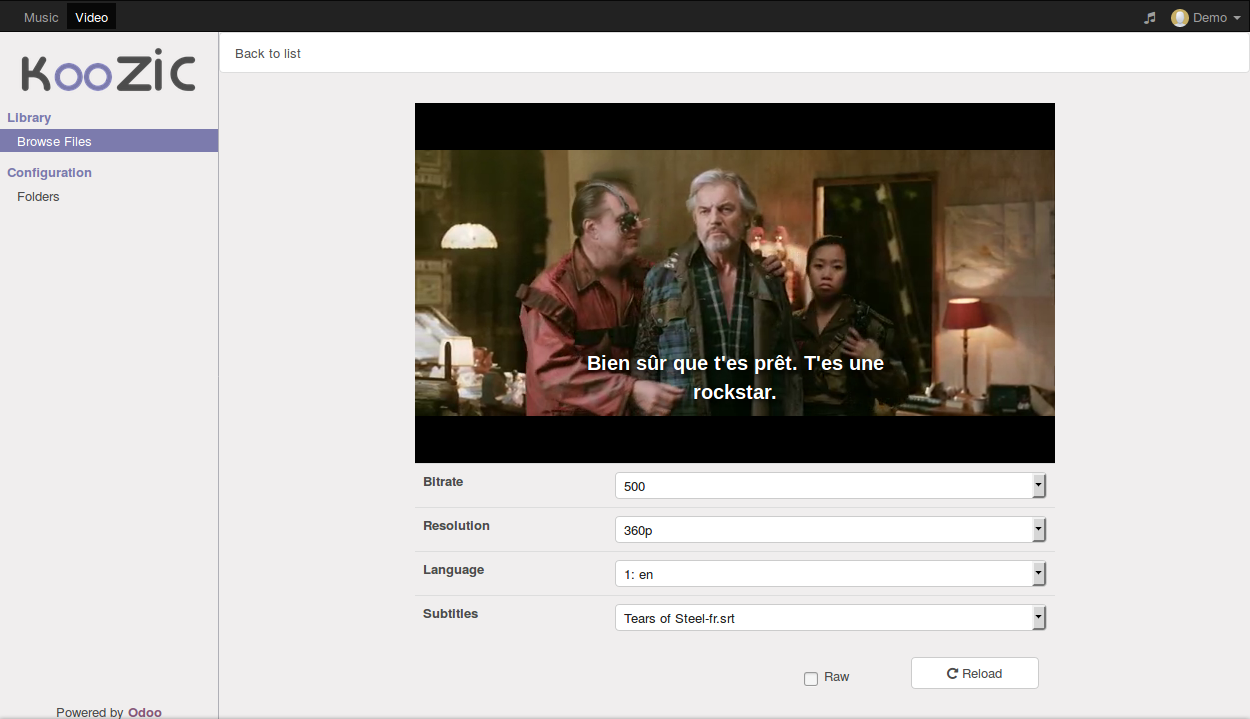 Music Video Demo
KOOZIC
Back to list
Library
Browse Files
Configuration
Folders
Bien sûr que t'es prêt. T'es une
rockstar.
Bitrate 500
Resolution 360p
Language 1: en
Subtitles Tears of Steel-fr.srt
Raw Reload
Powered by Odoo